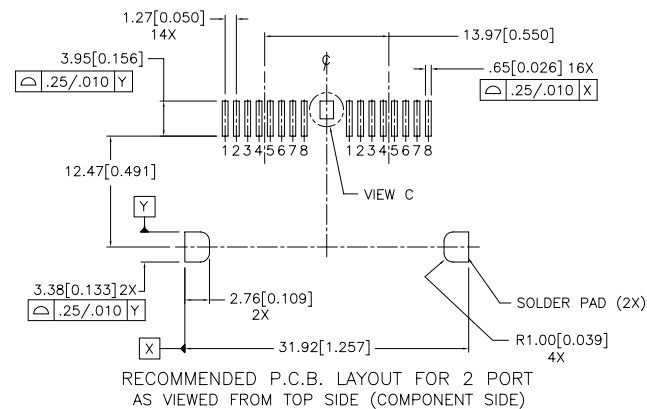 1.27[0.050]
14X
13.97[0.550]
3.95[0.156]
.25/.010 Y
.65[0.026] 16X
.25/.010 X
1 2 3 4 5 6 7 8
1 2 3 4 5 6 7 8
12.47[0.491]
VIEW C
Y
3.38[0.133]2X
.25/.010 Y
2.76[0.109]
2X
SOLDER PAD (2X)
R1.00[0.039]
4X
X
31.92[1.257]
RECOMMENDED P.C.B. LAYOUT FOR 2 PORT
AS VIEWED FROM TOP SIDE (COMPONENT SIDE)